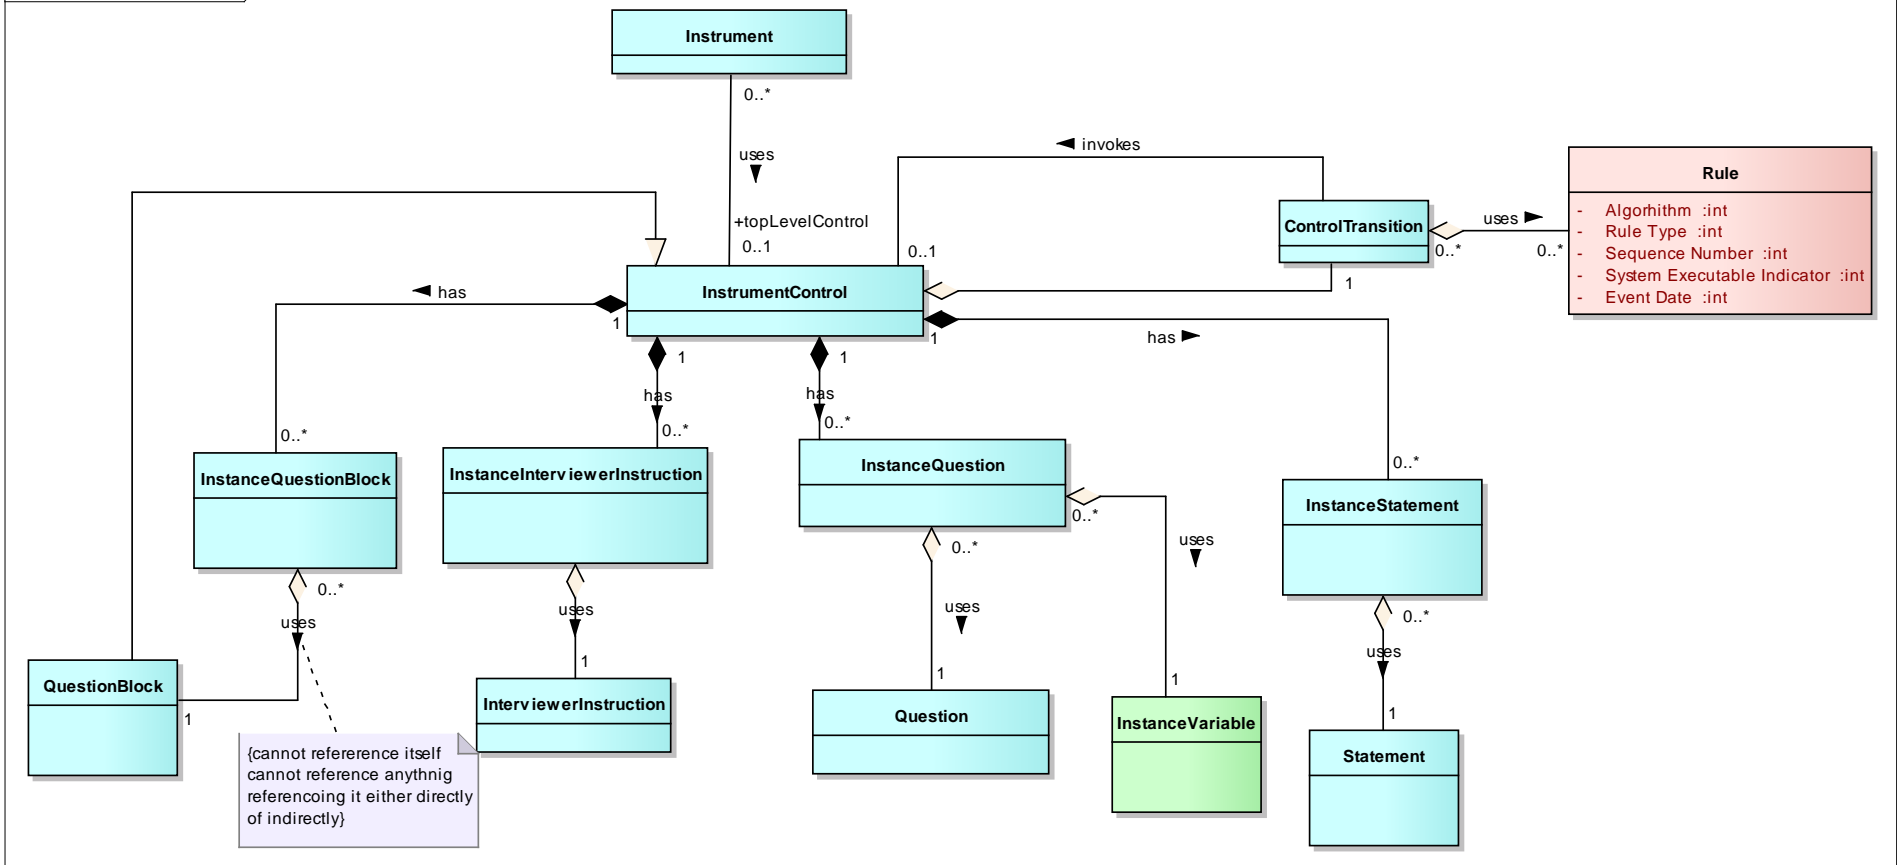 Instrument
0..*
uses
+topLevelControl
0..1
invokes
0..1
ControlTransition
uses
0..*
0..*
1
Rule
- Algorhithm :int
- Rule Type :int
- Sequence Number :int
- System Executable Indicator :int
- Event Date :int
InstrumentControl
has
1
1
has
0..*
1
has
0..*
1
has
0..*
0..*
InstanceQuestionBlock
InstanceInterviewerInstruction
InstanceQuestion
InstanceStatement
0..*
uses
1
uses
1
0..*
uses
1
0..*
uses
1
0..*
uses
1
QuestionBlock
InterviewerInstruction
Question
InstanceVariable
Statement
{cannot refererence itself
cannot reference anythnig
referencoing it either directly
of indirectly}